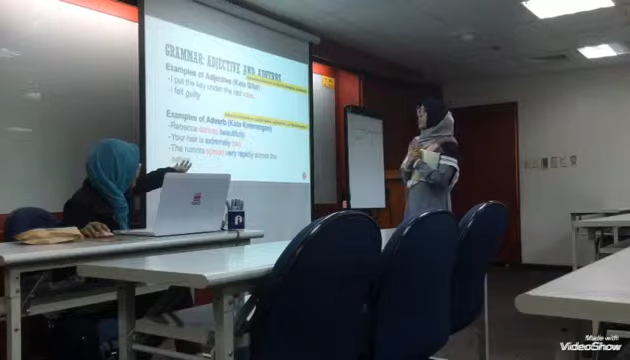 GRAMMAR: ADJECTIVE AND ADVERB
Examples of Adjective (Kata Sifat)
-I put the key under the red vase.
-I felt guilty
Examples of Adverb (Kata Keterangan)
-Rebecca dances beautifully
-Your hair is extremely
-The rumors spread very rapidly across the
Made with
VideoShow